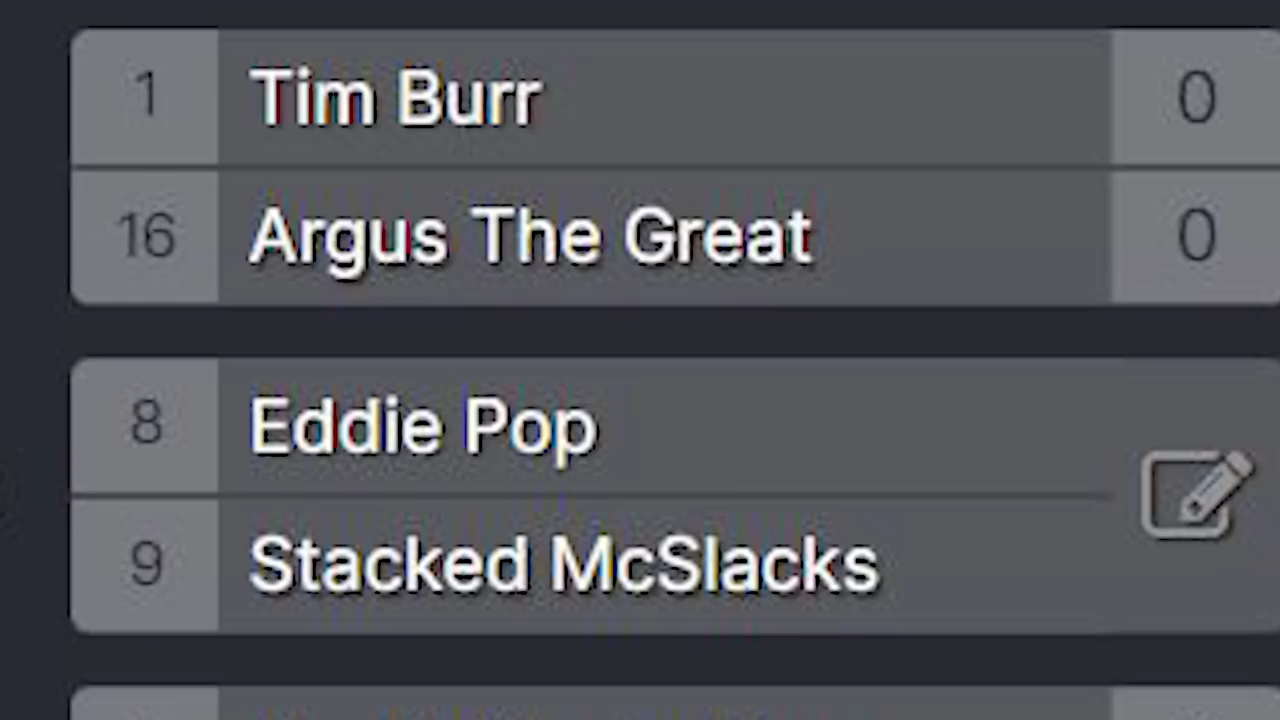 1 Tim Burr 0
16 Argus The Great 0
8 Eddie Pop
9 Stacked McSlacks